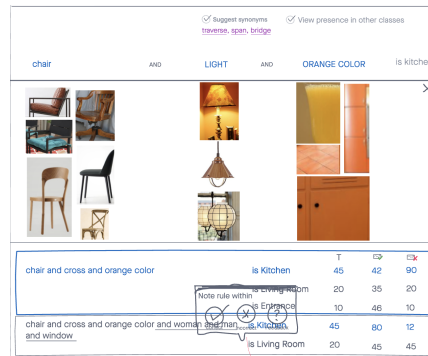 Suggest synonyms
View presence in other classes
traverse, span, bridge
chair AND LIGHT AND ORANGE COLOR is kitche
T
chair and cross and orange color is Kitchen 45 42 90
is Living Room 20 35 20
Note rule within
is Entrance 10 46 10
chair and cross and orange color and woman and man is Kitchen 45 80 12
and window
is Living Room 20 45 45